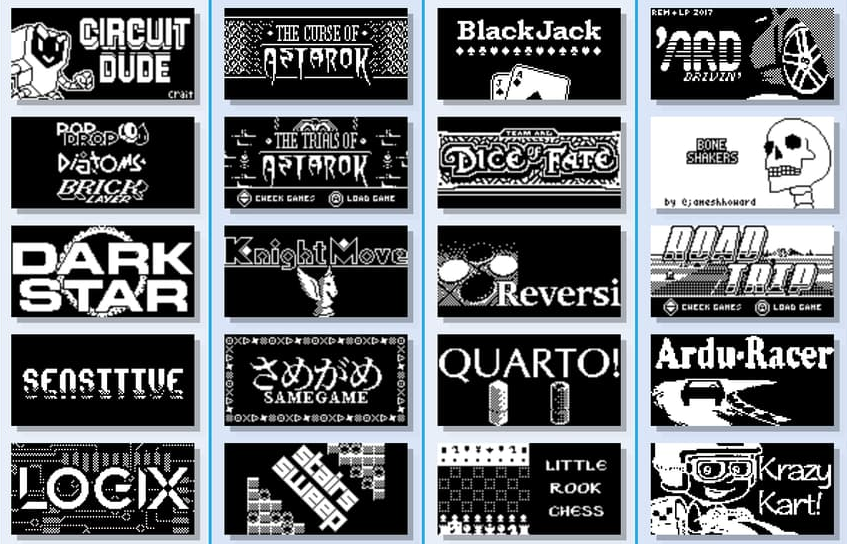 CIRCUIT
DUDE
Crait
THE CURSE OF
ASTAROK
BlackJack
REM+LP 2017
'ARD
DRIVIN'
POP
DROP
Diatoms
BRICK
LAYER
THE TRIALS OF
ASTAROK
CHECK GAMES
LOAD GAME
TEAM ARG
DICE OF FATE
BONE
SHAKERS
by @jameshhoward
DARK
STAR
Knight Move
Reversi
ROAD
TRIP
CHECK GAMES
LOAD GAME
SENSITIVE
さめがめ
SAMEGAME
QUARTO!
Ardu-Racer
LOGIX
stairs
sweep
LITTLE
ROOK
CHESS
Krazy
Kart!